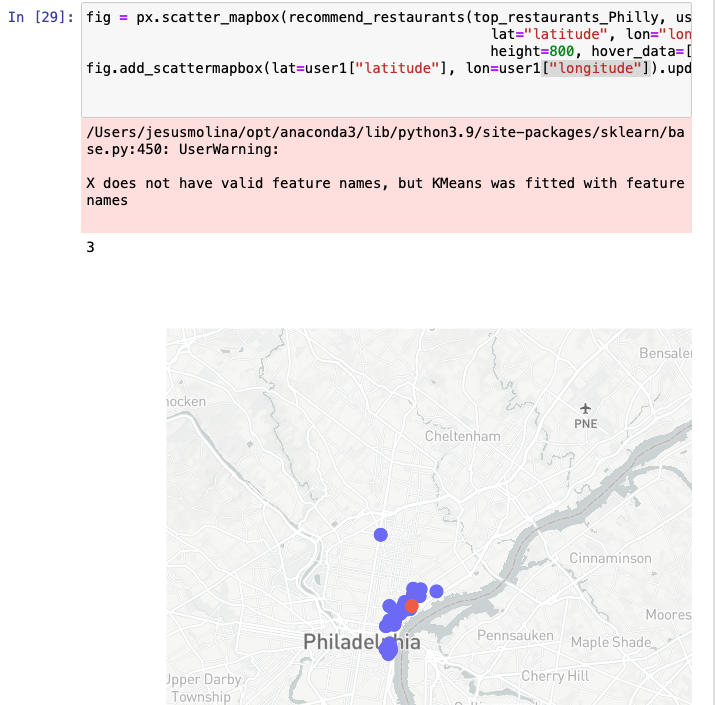 In [29]: fig = px.scatter_mapbox(recommend_restaurants(top_restaurants_Philly, us
lat="latitude", lon="lon
height=800, hover_data=[
fig.add_scattermapbox(lat=user1["latitude"], lon=user1["longitude"]).upd
/Users/jesusmolina/opt/anaconda3/lib/python3.9/site-packages/sklearn/ba
se.py:450: UserWarning:
X does not have valid feature names, but KMeans was fitted with feature
names
3
Bensale
hocken
PNE
Cheltenham
Cinnaminson
Moores
Philadelphia
Pennsauken
Maple Shade
Cherry Hill
Upper Darby
Township